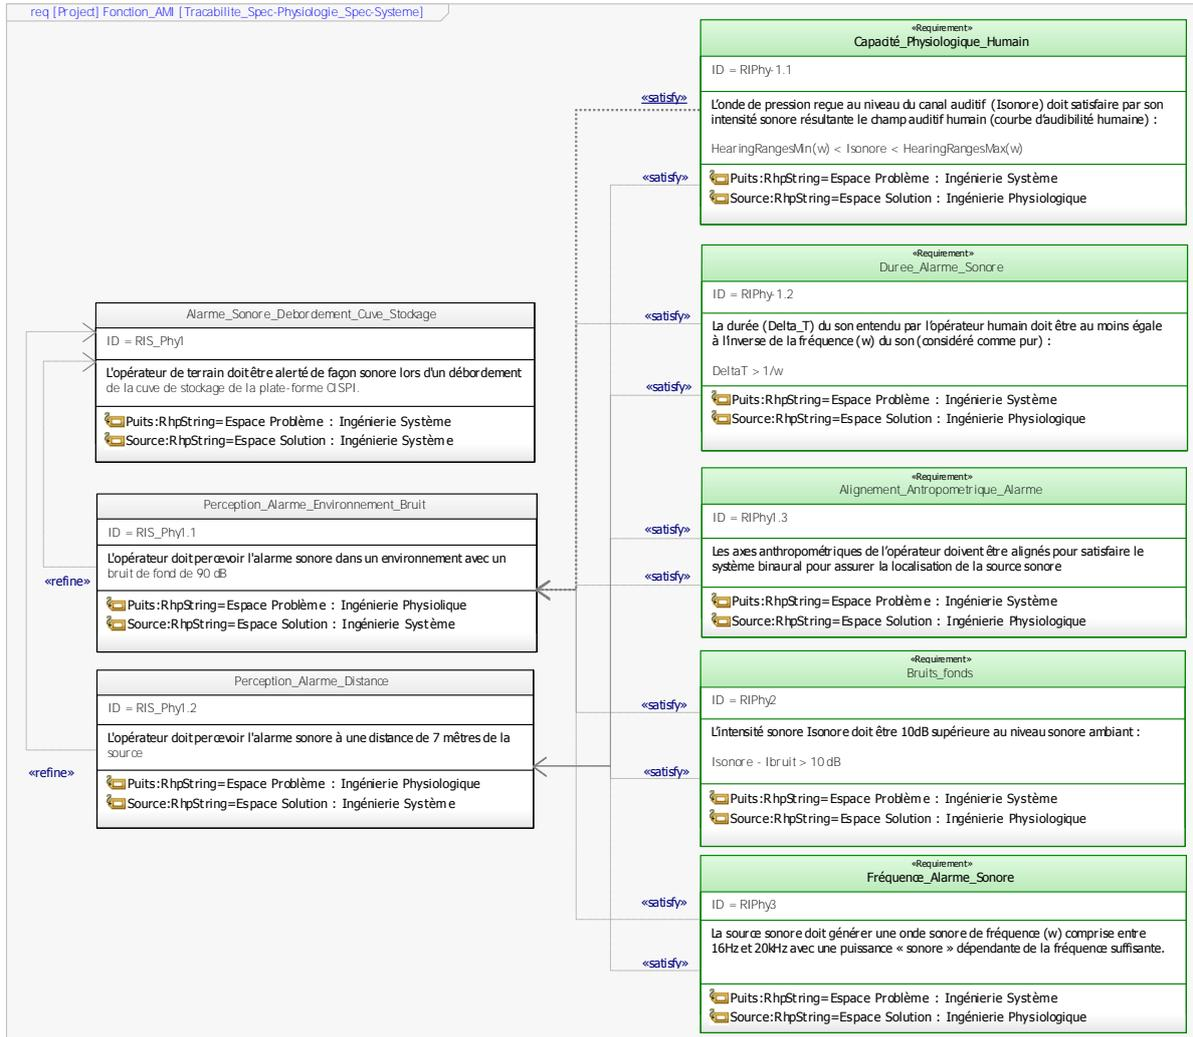 req [Project] Fonction_AMI [Tracabilite_Spec-Physiologie_Spec-Systeme]
Alarme_Sonore_Debordement_Cuve_Stockage
ID = RIS_Phy1
L'opérateur de terrain doit être alerté de façon sonore lors d'un débordement
de la cuve de stockage de la plate-forme CISPI.
Puits:RhpString=Espace Problème : Ingénierie Système
Source:RhpString=Espace Solution : Ingénierie Système
Perception_Alarme_Environnement_Bruit
ID = RIS_Phy1.1
L'opérateur doit percevoir l'alarme sonore dans un environnement avec un
bruit de fond de 90 dB
Puits:RhpString=Espace Problème : Ingénierie Physiolique
Source:RhpString=Espace Solution : Ingénierie Système
«refine»
Perception_Alarme_Distance
ID = RIS_Phy1.2
L'opérateur doit percevoir l'alarme sonore à une distance de 7 mêtres de la
source
Puits:RhpString=Espace Problème : Ingénierie Physiologique
Source:RhpString=Espace Solution : Ingénierie Système
«refine»
«satisfy»
«satisfy»
«satisfy»
«satisfy»
«satisfy»
«satisfy»
«satisfy»
«satisfy»
«satisfy»
«satisfy»
«Requirement»
Capacité_Physiologique_Humain
ID = RIPhy-1.1
L'onde de pression reçue au niveau du canal auditif (Isonore) doit satisfaire par son
intensité sonore résultante le champ auditif humain (courbe d'audibilité humaine) :
HearingRangesMin(w) < Isonore < HearingRangesMax(w)
Puits:RhpString=Espace Problème : Ingénierie Système
Source:RhpString=Espace Solution : Ingénierie Physiologique
«Requirement»
Duree_Alarme_Sonore
ID = RIPhy-1.2
La durée (Delta_T) du son entendu par l'opérateur humain doit être au moins égale
à l'inverse de la fréquence (w) du son (considéré comme pur) :
DeltaT > 1/w
Puits:RhpString=Espace Problème : Ingénierie Système
Source:RhpString=Espace Solution : Ingénierie Physiologique
«Requirement»
Alignement_Antropometrique_Alarme
ID = RIPhy1.3
Les axes anthropométriques de l'opérateur doivent être alignés pour satisfaire le
système binaural pour assurer la localisation de la source sonore
Puits:RhpString=Espace Problème : Ingénierie Système
Source:RhpString=Espace Solution : Ingénierie Physiologique
«Requirement»
Bruits_fonds
ID = RIPhy2
L'intensité sonore Isonore doit être 10dB supérieure au niveau sonore ambiant :
Isonore - Ibruit > 10 dB
Puits:RhpString=Espace Problème : Ingénierie Système
Source:RhpString=Espace Solution : Ingénierie Physiologique
«Requirement»
Fréquence_Alarme_Sonore
ID = RIPhy3
La source sonore doit générer une onde sonore de fréquence (w) comprise entre
16Hz et 20kHz avec une puissance « sonore » dépendante de la fréquence suffisante.
Puits:RhpString=Espace Problème : Ingénierie Système
Source:RhpString=Espace Solution : Ingénierie Physiologique